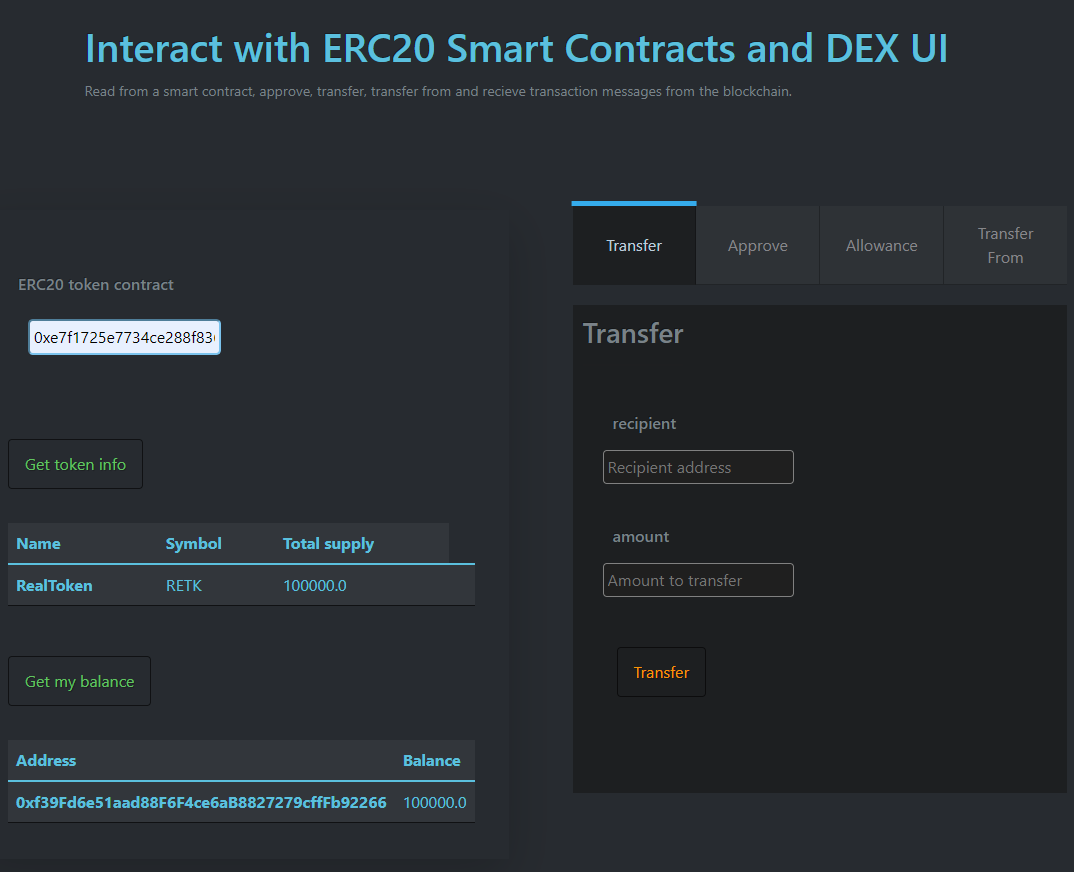 Interact with ERC20 Smart Contracts and DEX UI
Read from a smart contract, approve, transfer, transfer from and recieve transaction messages from the blockchain.
ERC20 token contract
0xe7f1725e7734ce288f83
Get token info
Name Symbol Total supply
RealToken RETK 100000.0
Get my balance
Address Balance
0xf39Fd6e51aad88F6F4ce6aB8827279cffFb92266 100000.0
Transfer Approve Allowance Transfer From
Transfer
recipient
Recipient address
amount
Amount to transfer
Transfer